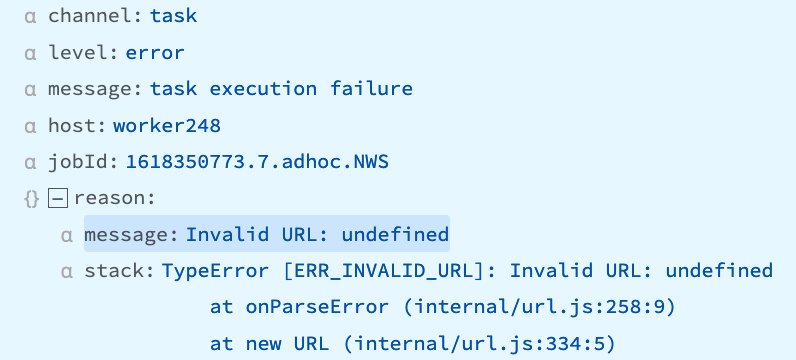 α channel: task
α level: error
α message: task execution failure
α host: worker248
α jobId: 1618350773.7.adhoc.NWS
{} reason:
α message: Invalid URL: undefined
α stack: TypeError [ERR_INVALID_URL]: Invalid URL: undefined
at onParseError (internal/url.js:258:9)
at new URL (internal/url.js:334:5)